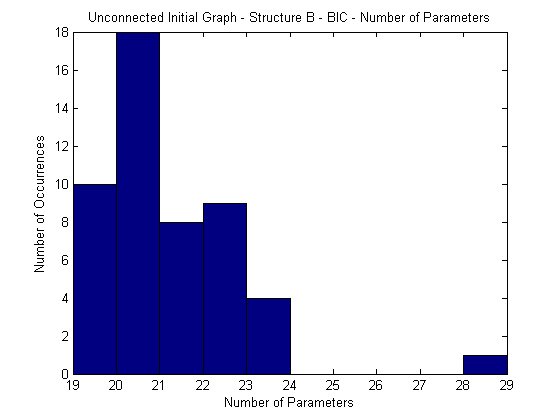 Unconnected Initial Graph - Structure B - BIC - Number of Parameters
Number of Occurrences
18
16
14
12
10
8
6
4
2
0
19 20 21 22 23 24 25 26 27 28 29
Number of Parameters